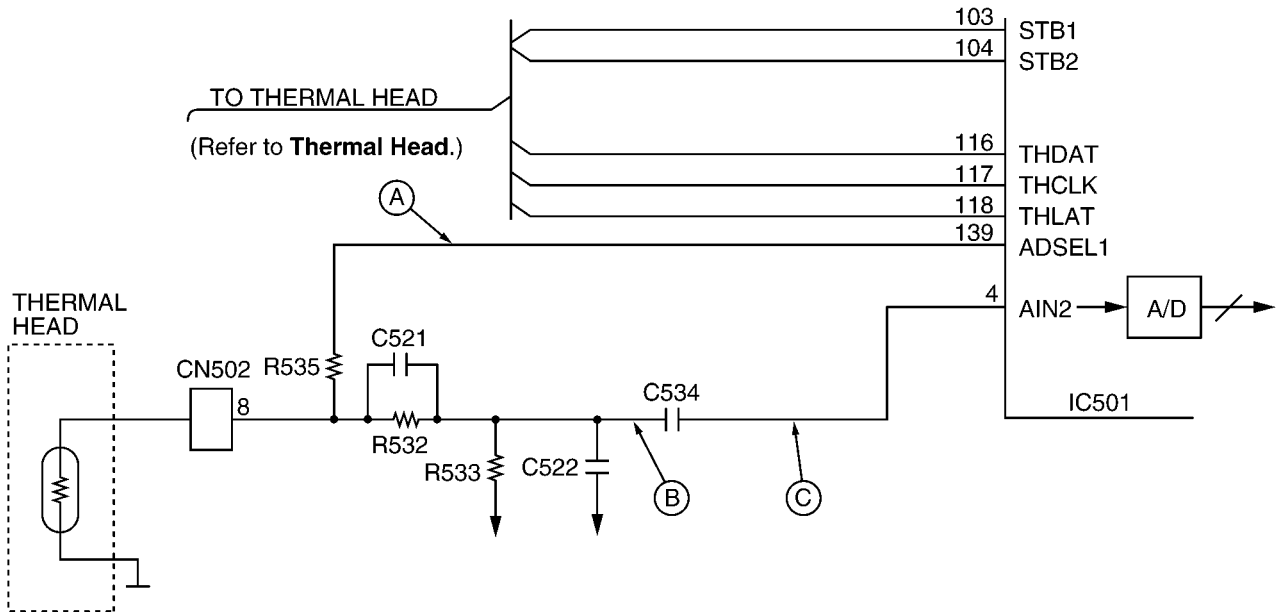 103
STB1
104
STB2
TO THERMAL HEAD
(Refer to Thermal Head.)
116
THDAT
117
THCLK
118
THLAT
A
139
ADSEL1
4
AIN2
A/D
THERMAL
HEAD
C521
CN502
R535
8
C534
IC501
R532
R533
C522
B
C